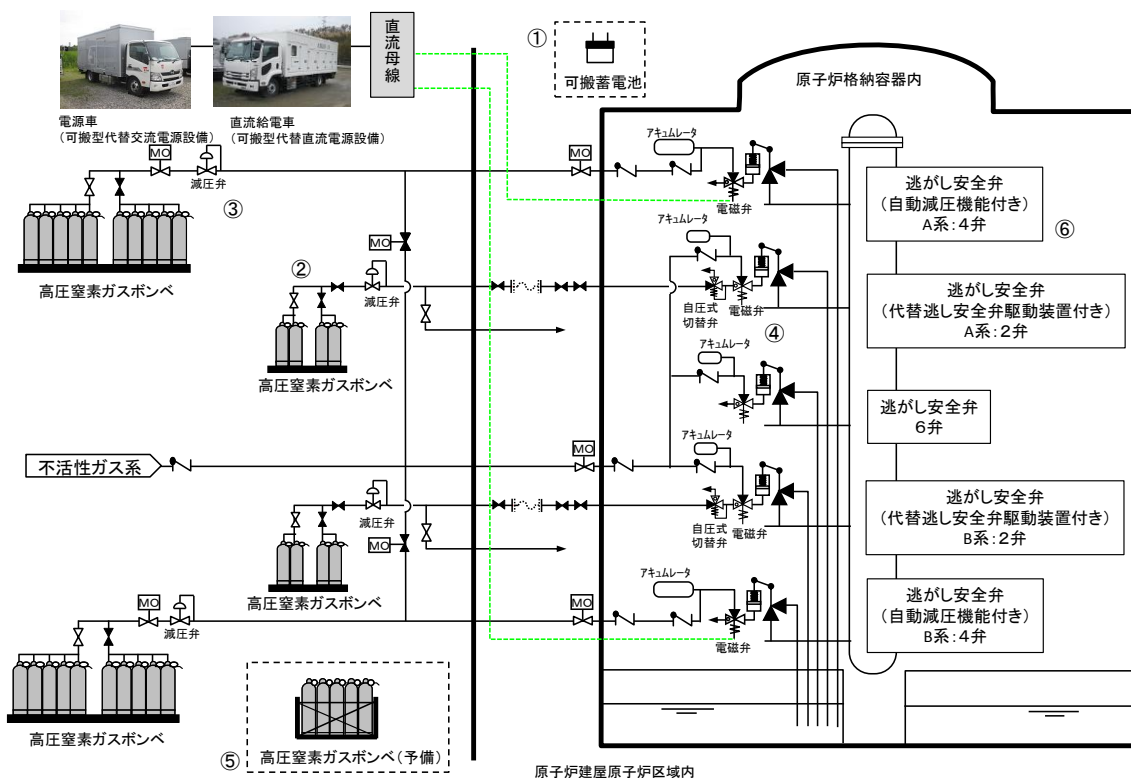 直流母線
①
可搬蓄電池
原子炉格納容器内
電源車
(可搬型代替交流電源設備)
直流給電車
(可搬型代替直流電源設備)
MO
減圧弁
③
高圧窒素ガスボンベ
MO
アキュムレータ
電磁弁
逃がし安全弁
(自動減圧機能付き)
A系:4弁
⑥
MO
②
減圧弁
高圧窒素ガスボンベ
アキュムレータ
自圧式
切替弁
電磁弁
④
逃がし安全弁
(代替逃し安全弁駆動装置付き)
A系:2弁
アキュムレータ
逃がし安全弁
6弁
不活性ガス系
MO
アキュムレータ
減圧弁
MO
高圧窒素ガスボンベ
自圧式
切替弁
電磁弁
逃がし安全弁
(代替逃し安全弁駆動装置付き)
B系:2弁
MO
減圧弁
高圧窒素ガスボンベ
MO
アキュムレータ
電磁弁
逃がし安全弁
(自動減圧機能付き)
B系:4弁
⑤
高圧窒素ガスボンベ(予備)
原子炉建屋原子炉区域内